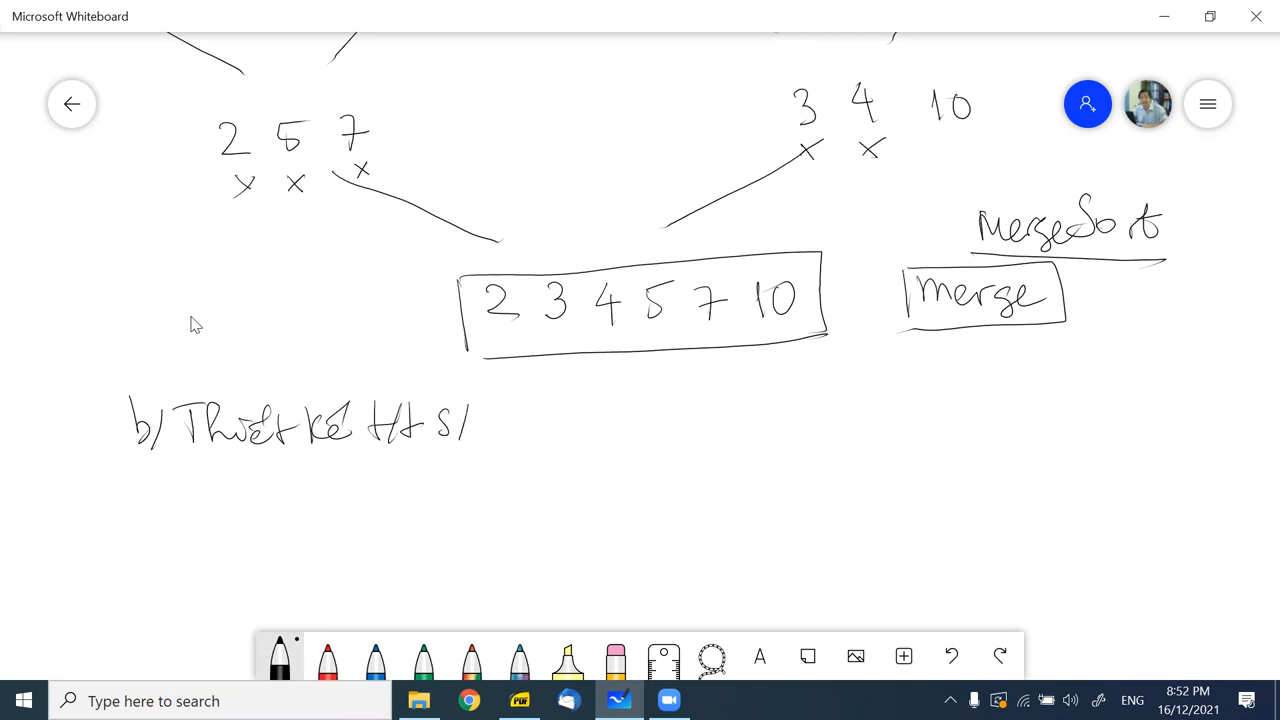 Microsoft Whiteboard
2 5 7
3 4 10
x x x
x x
MergeSort
2 3 4 5 7 10
merge
b/ Thiết kế t/t s/
A
Type here to search
PDF
ENG
8:52 PM
16/12/2021